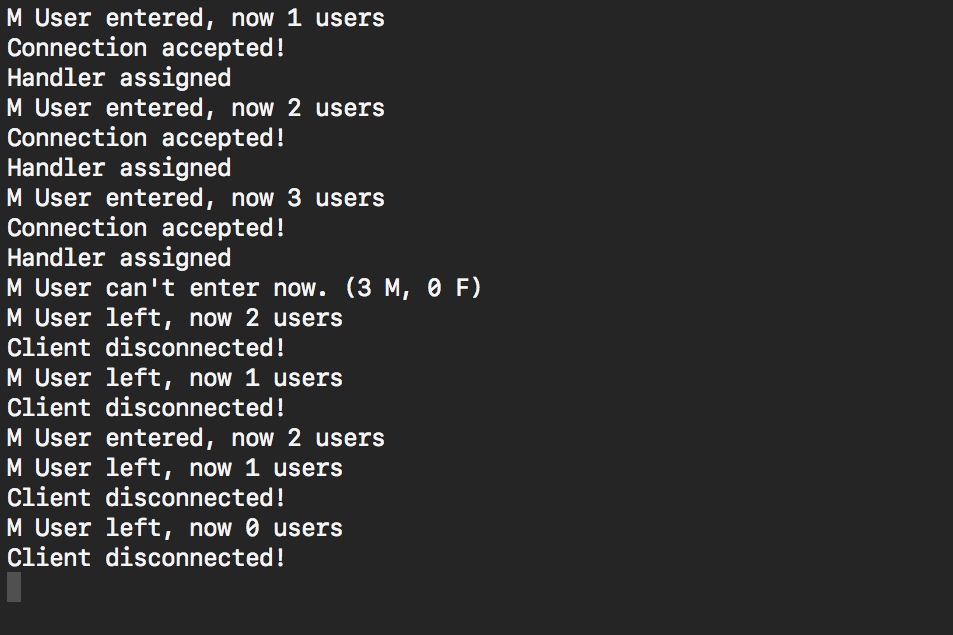 M User entered, now 1 users
Connection accepted!
Handler assigned
M User entered, now 2 users
Connection accepted!
Handler assigned
M User entered, now 3 users
Connection accepted!
Handler assigned
M User can't enter now. (3 M, 0 F)
M User left, now 2 users
Client disconnected!
M User left, now 1 users
Client disconnected!
M User entered, now 2 users
M User left, now 1 users
Client disconnected!
M User left, now 0 users
Client disconnected!